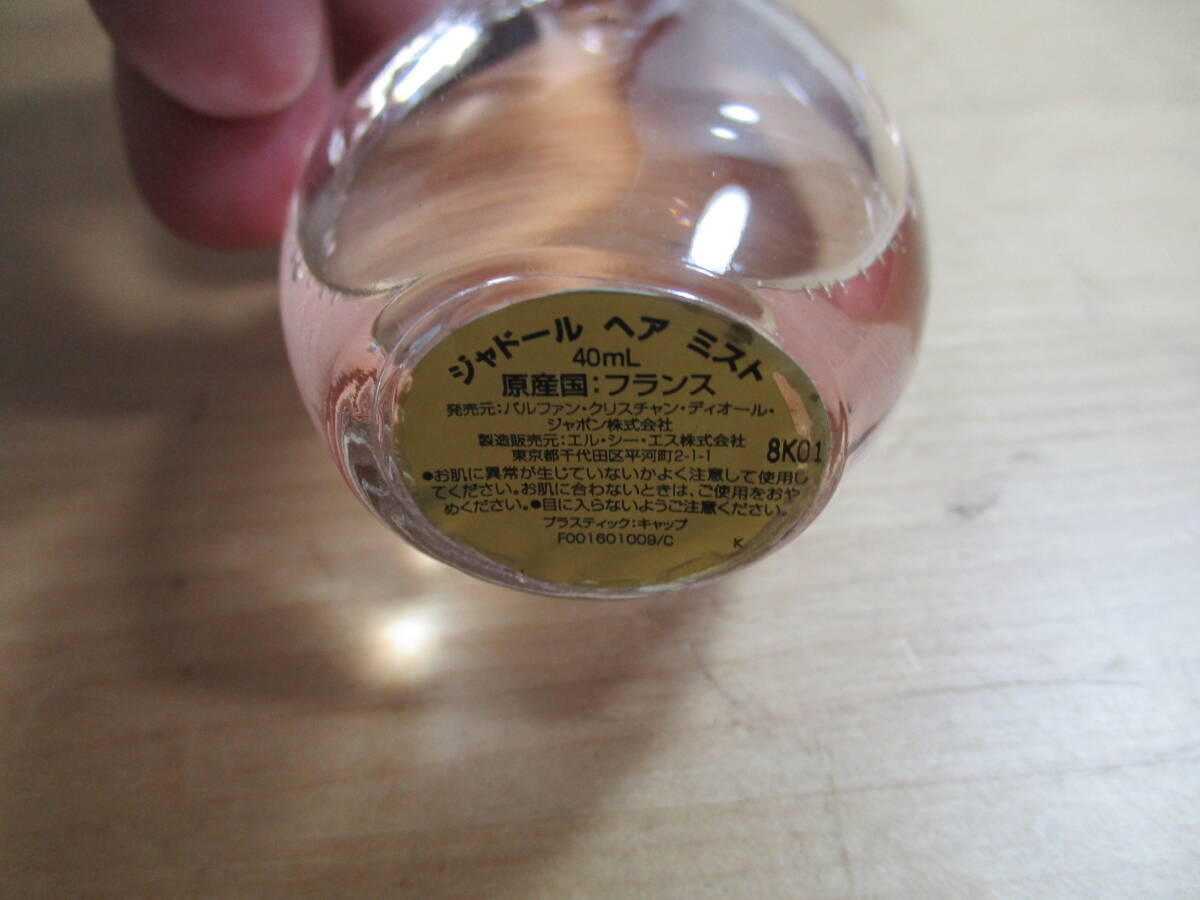 ジャドール ヘア ミスト
40mL
原産国:フランス
発売元:パルファン・クリスチャン・ディオール・
ジャポン株式会社
製造販売元:エル・シー・エス株式会社
東京都千代田区平河町2-1-1
8K01
●お肌に異常が生じていないかよく注意して使用し
てください。お肌に合わないときは、ご使用をおや
めください。●目に入らないようご注意ください。
プラスティック:キャップ
F001601009/C
K